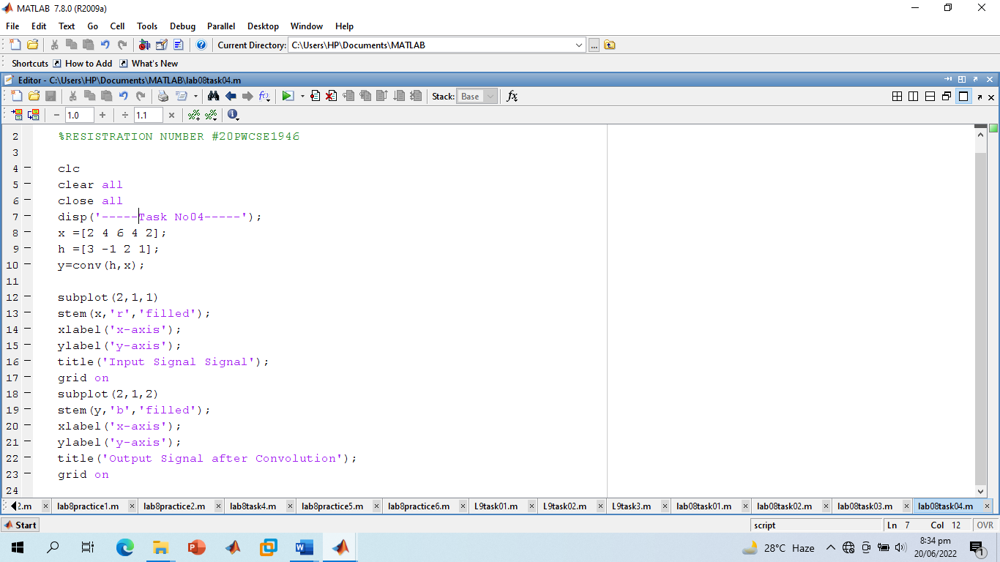 MATLAB 7.8.0 (R2009a)
File Edit Text Go Cell Tools Debug Parallel Desktop Window Help
Current Directory: C:\Users\HP\Documents\MATLAB ...
Shortcuts How to Add What's New
Editor - C:\Users\HP\Documents\MATLAB\lab08task04.m
Stack: Base fx
− 1.0 + ÷ 1.1 ×
2 %RESISTRATION NUMBER #20PWCSE1946
3
4 – clc
5 – clear all
6 – close all
7 – disp('-----Task No04-----');
8 – x =[2 4 6 4 2];
9 – h =[3 -1 2 1];
10 – y=conv(h,x);
11
12 – subplot(2,1,1)
13 – stem(x,'r','filled');
14 – xlabel('x-axis');
15 – ylabel('y-axis');
16 – title('Input Signal Signal');
17 – grid on
18 – subplot(2,1,2)
19 – stem(y,'b','filled');
20 – xlabel('x-axis');
21 – ylabel('y-axis');
22 – title('Output Signal after Convolution');
23 – grid on
24
2.m lab8practice1.m lab8practice2.m lab8task4.m lab8practice5.m lab8practice6.m L9task01.m L9task02.m L9task3.m lab08task01.m lab08task02.m lab08task03.m lab08task04.m
Start script Ln 7 Col 12 OVR
28°C Haze 8:34 pm
20/06/2022 1